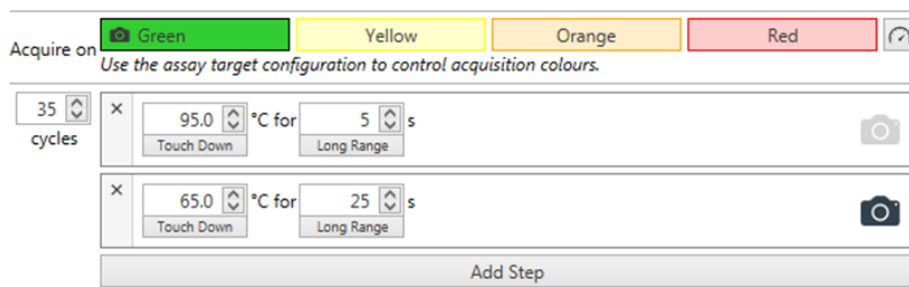 Acquire on Green Yellow Orange Red
Use the assay target configuration to control acquisition colours.
35 cycles
× 95.0 °C for 5 s
Touch Down Long Range
× 65.0 °C for 25 s
Touch Down Long Range
Add Step